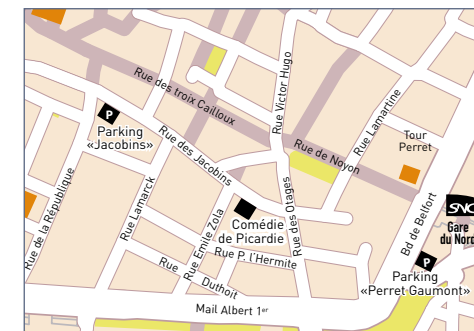 Rue des troix Cailloux
Rue Victor Hugo
Rue Lamartine
P
Parking
«Jacobins»
Rue des Jacobins
Rue de Noyon
Tour
Perret
Rue de la République
Rue Lamarck
Rue Emile Zola
Comédie
de Picardie
Rue des Otages
Rue P. l'Hermite
Rue Duthoit
Bd de Belfort
SNC
Gare
du Nord
P
Parking
«Perret Gaumont»
Mail Albert 1er